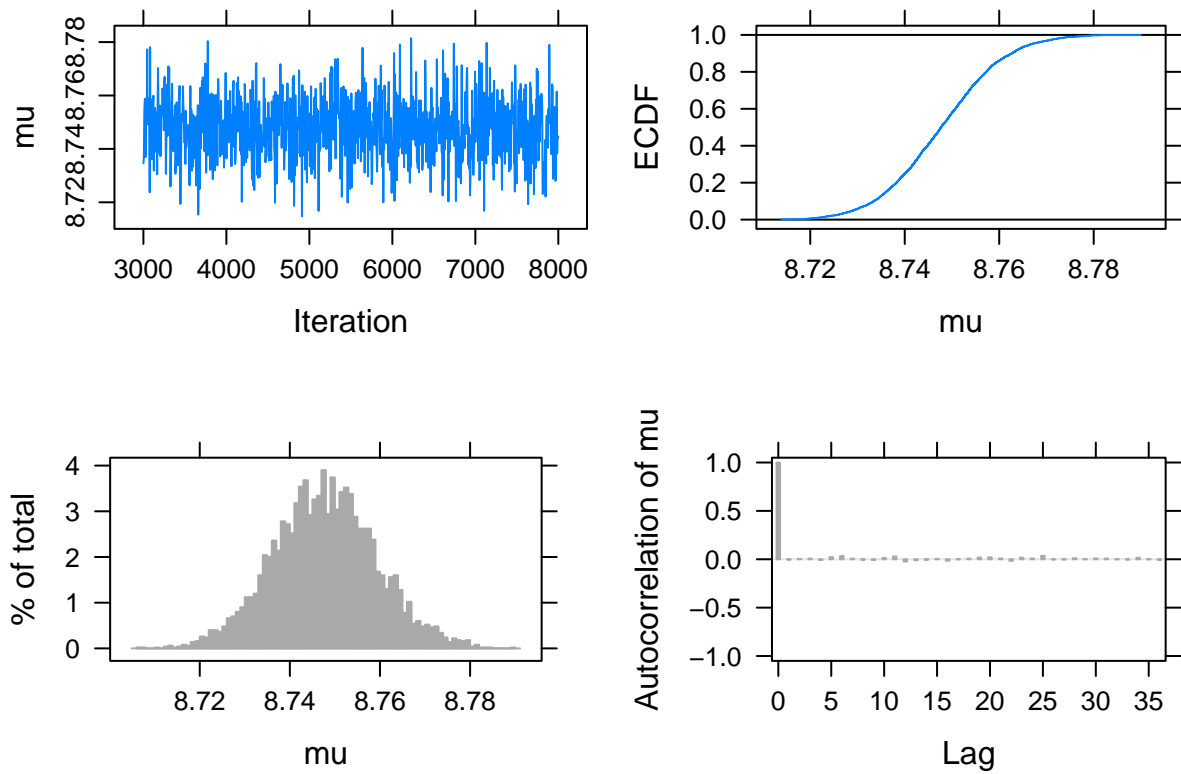 mu
8.728.748.768.78
3000 4000 5000 6000 7000 8000
Iteration
ECDF
1.0
0.8
0.6
0.4
0.2
0.0
8.72 8.74 8.76 8.78
mu
% of total
4
3
2
1
0
8.72 8.74 8.76 8.78
mu
Autocorrelation of mu
1.0
0.5
0.0
−0.5
−1.0
0 5 10 15 20 25 30 35
Lag